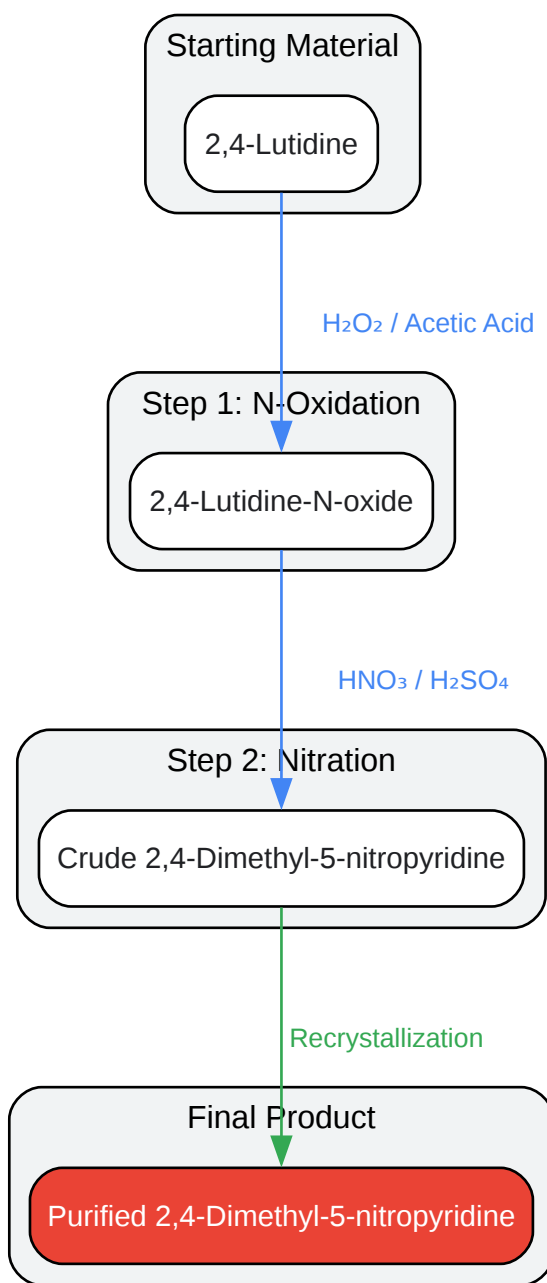 Starting Material
2,4-Lutidine
H₂O₂ / Acetic Acid
Step 1: N-Oxidation
2,4-Lutidine-N-oxide
HNO₃ / H₂SO₄
Step 2: Nitration
Crude 2,4-Dimethyl-5-nitropyridine
Recrystallization
Final Product
Purified 2,4-Dimethyl-5-nitropyridine